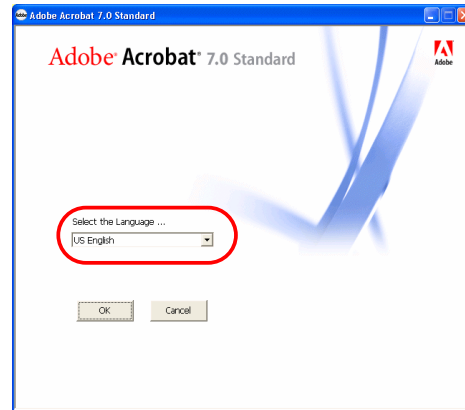 Adobe Acrobat 7.0 Standard
Adobe® Acrobat® 7.0 Standard
Adobe
Select the Language ...
US English
OK
Cancel